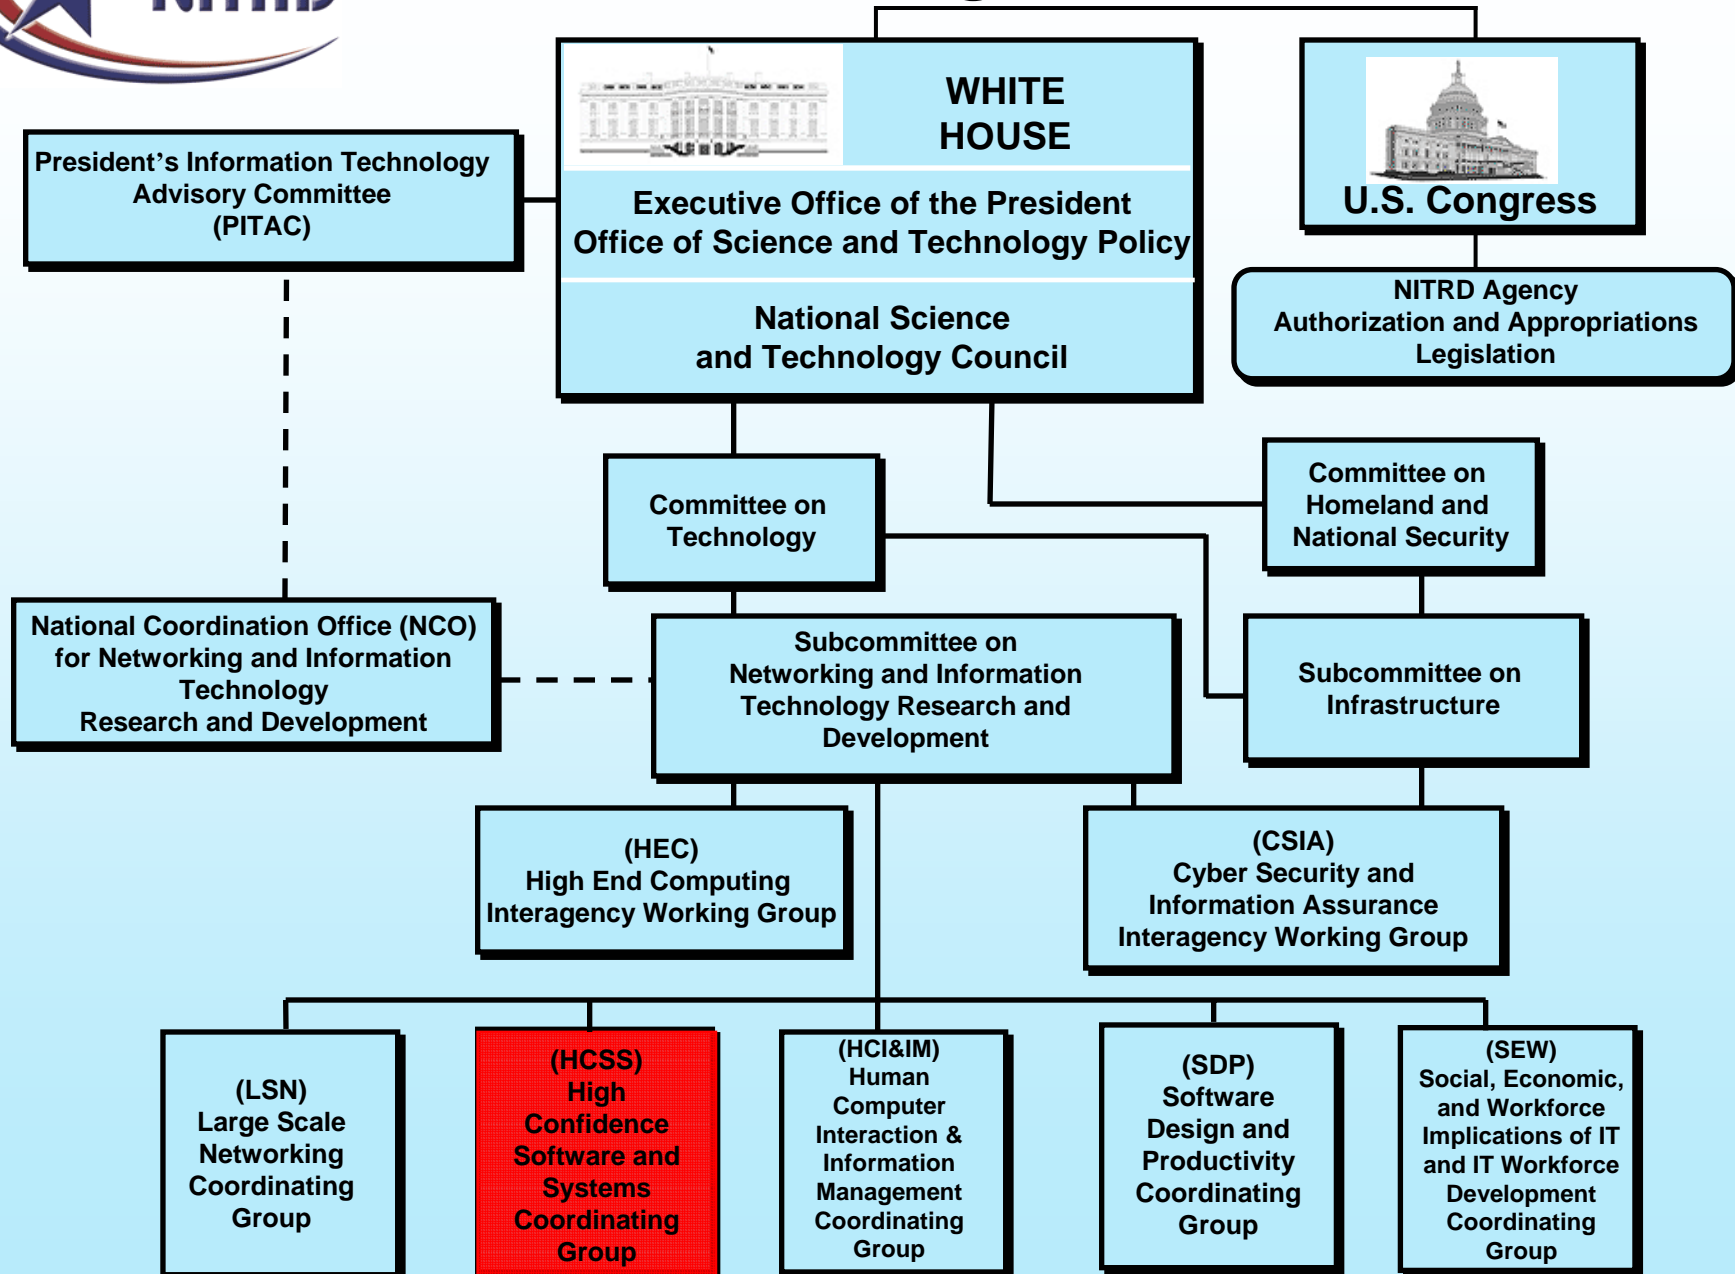 WHITE
HOUSE
U.S. Congress
President's Information Technology
Advisory Committee
(PITAC)
Executive Office of the President
Office of Science and Technology Policy
NITRD Agency
Authorization and Appropriations
Legislation
National Science
and Technology Council
Committee on
Technology
Committee on
Homeland and
National Security
National Coordination Office (NCO)
for Networking and Information
Technology
Research and Development
Subcommittee on
Networking and Information
Technology Research and
Development
Subcommittee on
Infrastructure
(HEC)
High End Computing
Interagency Working Group
(CSIA)
Cyber Security and
Information Assurance
Interagency Working Group
(LSN)
Large Scale
Networking
Coordinating
Group
(HCSS)
High
Confidence
Software and
Systems
Coordinating
Group
(HCI&IM)
Human
Computer
Interaction &
Information
Management
Coordinating
Group
(SDP)
Software
Design and
Productivity
Coordinating
Group
(SEW)
Social, Economic,
and Workforce
Implications of IT
and IT Workforce
Development
Coordinating
Group